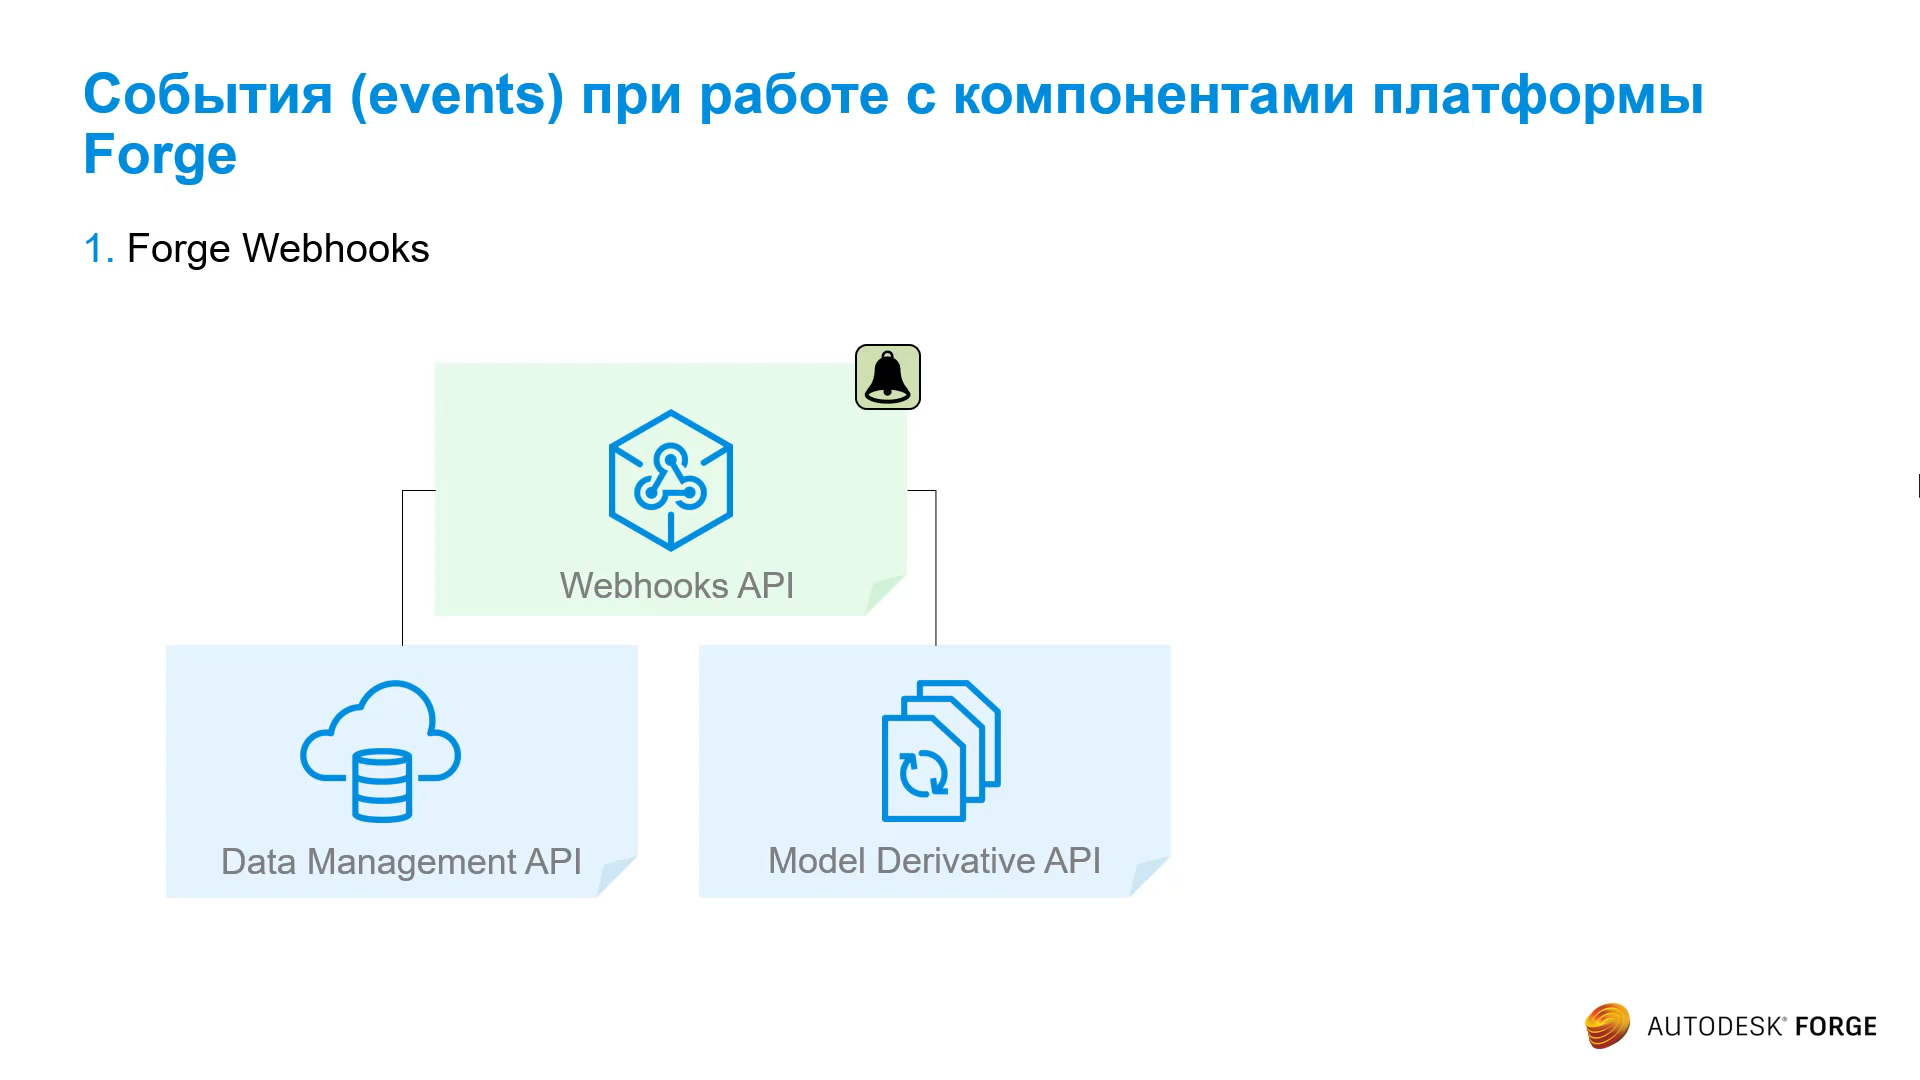 События (events) при работе с компонентами платформы
Forge
1. Forge Webhooks
Webhooks API
Data Management API
Model Derivative API
AUTODESK® FORGE